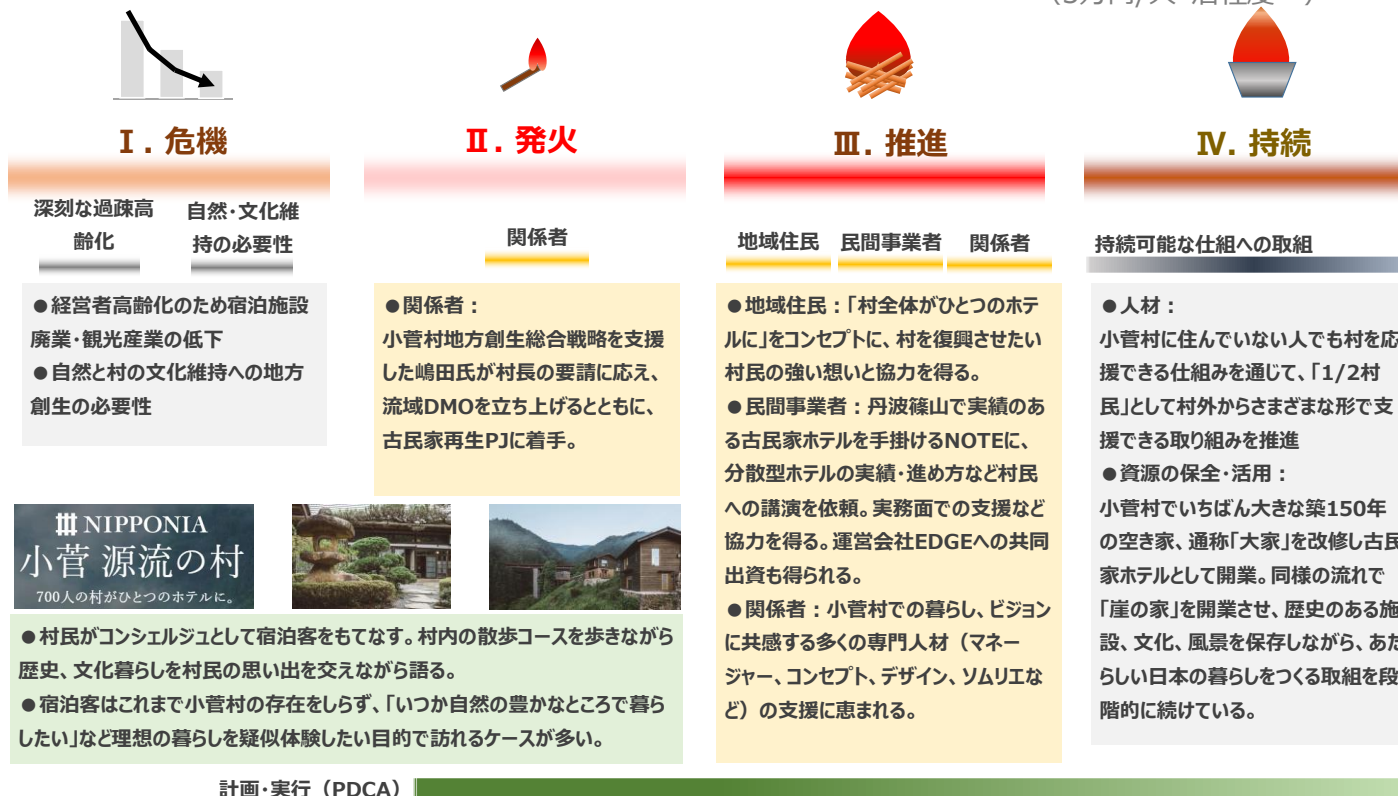 Ⅰ. 危機
Ⅱ. 発火
Ⅲ. 推進
Ⅳ. 持続
深刻な過疎高
齢化
自然・文化維
持の必要性
関係者
地域住民
民間事業者
関係者
持続可能な仕組への取組
●経営者高齢化のため宿泊施設
廃業・観光産業の低下
●自然と村の文化維持への地方
創生の必要性
●関係者：
小菅村地方創生総合戦略を支援
した嶋田氏が村長の要請に応え、
流域DMOを立ち上げるとともに、
古民家再生PJに着手。
●地域住民：「村全体がひとつのホテ
ルに」をコンセプトに、村を復興させたい
村民の強い想いと協力を得る。
●民間事業者：丹波篠山で実績のあ
る古民家ホテルを手掛けるNOTEに、
分散型ホテルの実績・進め方など村民
への講演を依頼。実務面での支援など
協力を得る。運営会社EDGEへの共同
出資も得られる。
●関係者：小菅村での暮らし、ビジョン
に共感する多くの専門人材（マネー
ジャー、コンセプト、デザイン、ソムリエな
ど）の支援に恵まれる。
●人材：
小菅村に住んでいない人でも村を応
援できる仕組みを通じて、「1/2村
民」として村外からさまざまな形で支
援できる取り組みを推進
●資源の保全・活用：
小菅村でいちばん大きな築150年
の空き家、通称「大家」を改修し古民
家ホテルとして開業。同様の流れで
「崖の家」を開業させ、歴史のある施
設、文化、風景を保存しながら、あた
らしい日本の暮らしをつくる取組を段
階的に続けている。
NIPPONIA
小菅 源流の村
700人の村がひとつのホテルに。
●村民がコンシェルジュとして宿泊客をもてなす。村内の散歩コースを歩きながら
歴史、文化暮らしを村民の思い出を交えながら語る。
●宿泊客はこれまで小菅村の存在をしらず、「いつか自然の豊かなところで暮ら
したい」など理想の暮らしを疑似体験したい目的で訪れるケースが多い。
計画・実行（PDCA）